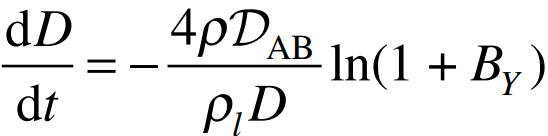 dD/dt = − 4ρ𝒟_AB/ρ_l D ln(1 + B_Y)